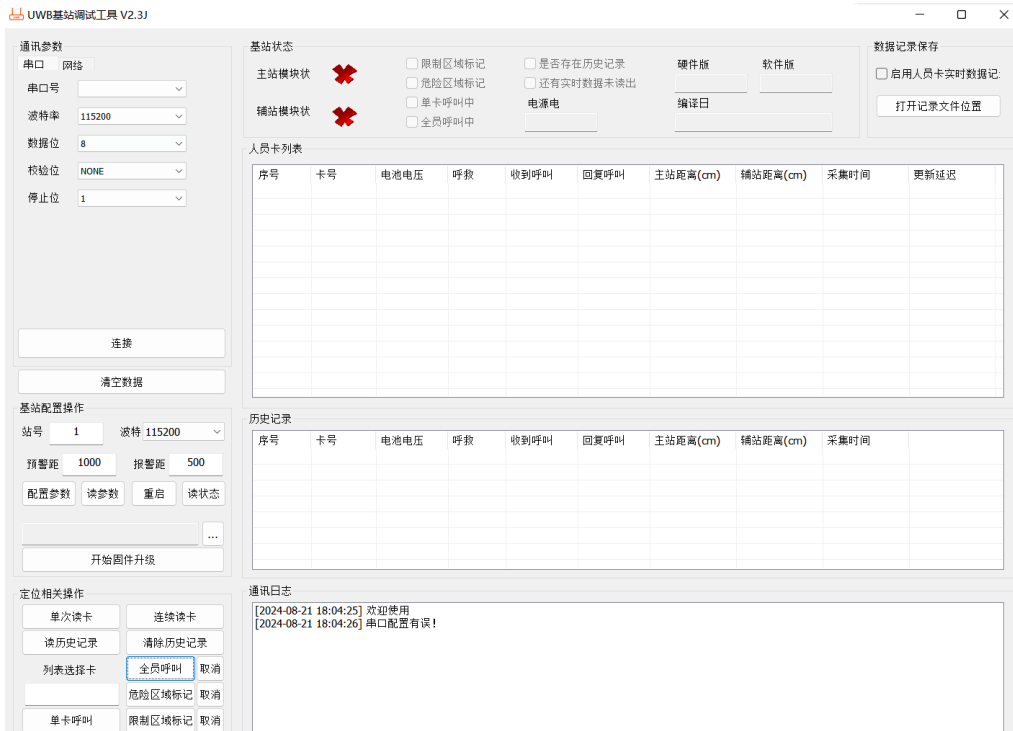 UWB基站调试工具 V2.3J
通讯参数
串口 网络
串口号
波特率 115200
数据位 8
校验位 NONE
停止位 1
连接
清空数据
基站配置操作
站号 1 波特 115200
预警距 1000 报警距 500
配置参数 读参数 重启 读状态
...
开始固件升级
定位相关操作
单次读卡 连续读卡
读历史记录 清除历史记录
列表选择卡 全员呼叫 取消
危险区域标记 取消
单卡呼叫 限制区域标记 取消
基站状态
主站模块状
辅站模块状
限制区域标记
危险区域标记
单卡呼叫中
全员呼叫中
是否存在历史记录
还有实时数据未读出
电源电
硬件版 软件版
编译日
数据记录保存
启用人员卡实时数据记:
打开记录文件位置
人员卡列表
序号 卡号 电池电压 呼救 收到呼叫 回复呼叫 主站距离(cm) 辅站距离(cm) 采集时间 更新延迟
历史记录
序号 卡号 电池电压 呼救 收到呼叫 回复呼叫 主站距离(cm) 辅站距离(cm) 采集时间
通讯日志
[2024-08-21 18:04:25] 欢迎使用
[2024-08-21 18:04:26] 串口配置有误!